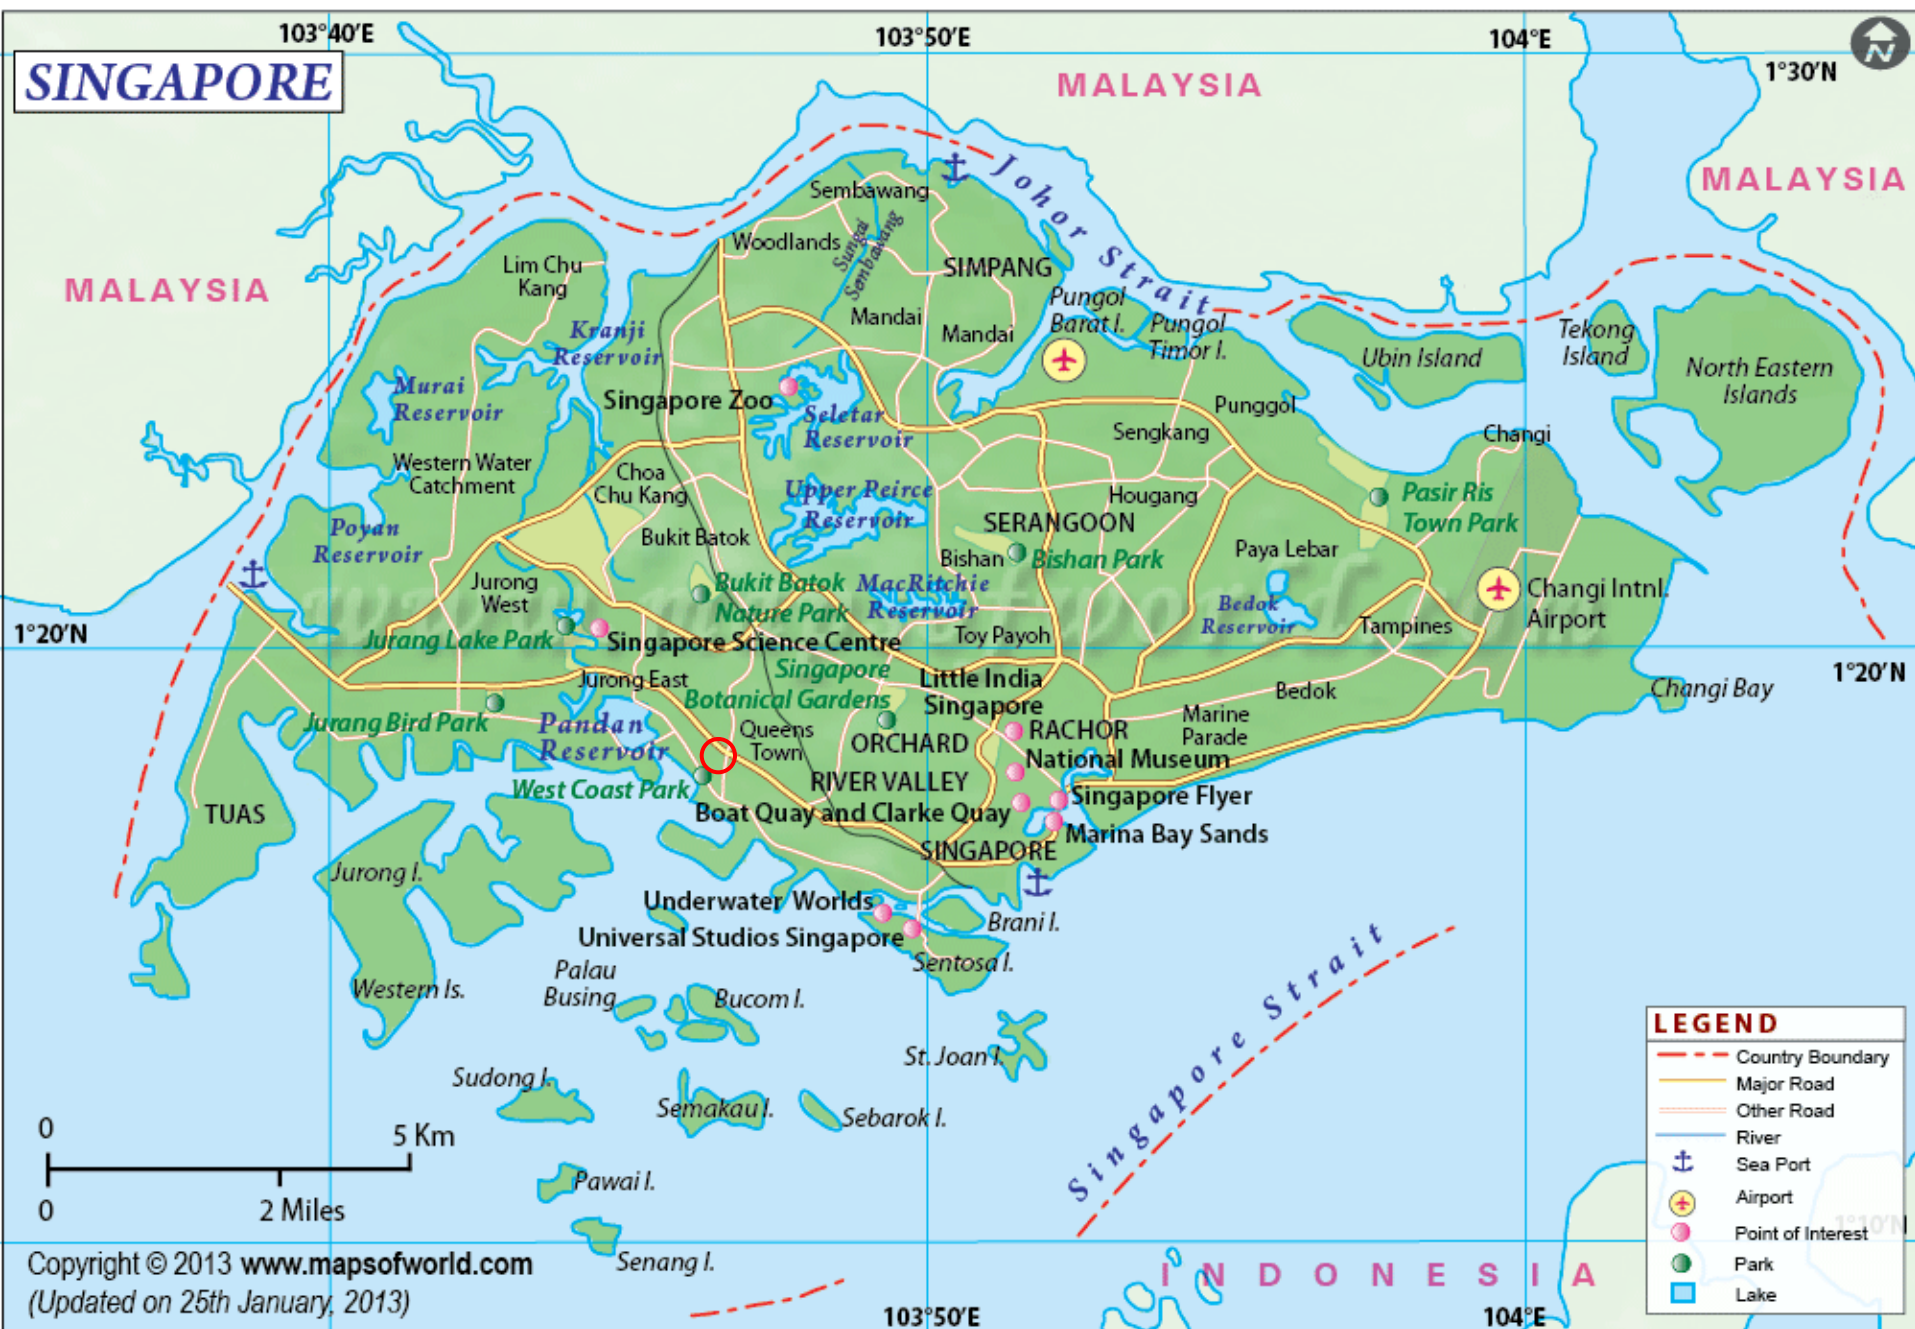 103°40'E
103°50'E
104°E
SINGAPORE
MALAYSIA
1°30'N
MALAYSIA
Johor Strait
Sembawang
Woodlands
Sungai
Sembawang
SIMPANG
Lim Chu
Kang
MALAYSIA
Pungol
Barat I.
Pungol
Timor I.
Mandai
Mandai
Kranji
Reservoir
Ubin Island
Tekong
Island
North Eastern
Islands
Murai
Reservoir
Singapore Zoo
Seletar
Reservoir
Punggol
Sengkang
Changi
Western Water
Catchment
Choa
Chu Kang
Upper Peirce
Reservoir
Hougang
Pasir Ris
Town Park
SERANGOON
Poyan
Reservoir
Bukit Batok
Bishan
Bishan Park
Paya Lebar
www.mapsofworld.com
Jurong
West
Bukit Batok
Nature Park
MacRitchie
Reservoir
Bedok
Reservoir
Changi Intnl.
Airport
1°20'N
Jurang Lake Park
Singapore Science Centre
Toy Payoh
Tampines
1°20'N
Jurong East
Singapore
Botanical Gardens
Little India
Singapore
Bedok
Changi Bay
Jurang Bird Park
Pandan
Reservoir
Queens
Town
ORCHARD
RACHOR
Marine
Parade
National Museum
West Coast Park
RIVER VALLEY
Boat Quay and Clarke Quay
Singapore Flyer
TUAS
Marina Bay Sands
SINGAPORE
Jurong I.
Underwater Worlds
Brani I.
Universal Studios Singapore
Sentosa I.
Singapore Strait
Western Is.
Palau
Busing
Bucom I.
St. Joan I.
Sudong I.
Semakau I.
Sebarok I.
Pawai I.
Senang I.
0
5 Km
0
2 Miles
LEGEND
Country Boundary
Major Road
Other Road
River
Sea Port
Airport
Point of Interest
Park
Lake
1°10'N
INDONESIA
Copyright © 2013 www.mapsofworld.com
(Updated on 25th January, 2013)
103°50'E
104°E